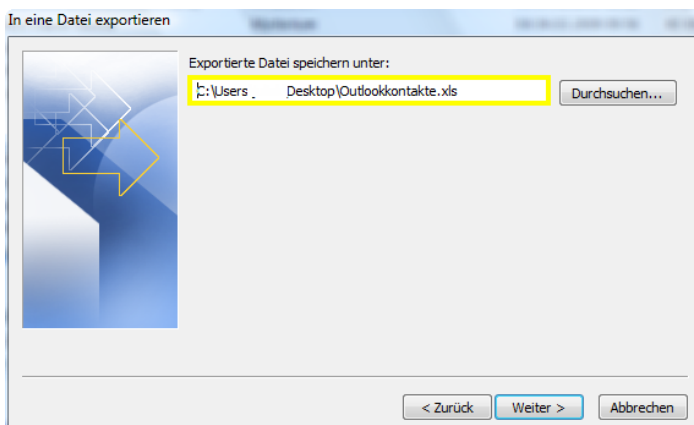 In eine Datei exportieren
Exportierte Datei speichern unter:
C:\Users Desktop\Outlookkontakte.xls
Durchsuchen...
< Zurück
Weiter >
Abbrechen